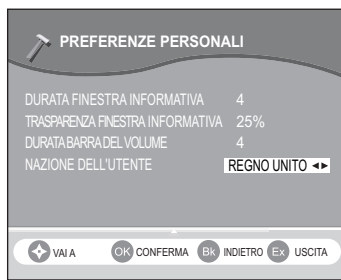 PREFERENZE PERSONALI
DURATA FINESTRA INFORMATIVA 4
TRASPARENZA FINESTRA INFORMATIVA 25%
DURATA BARRA DEL VOLUME 4
NAZIONE DELL'UTENTE REGNO UNITO
VAI A OK CONFERMA Bk INDIETRO Ex USCITA